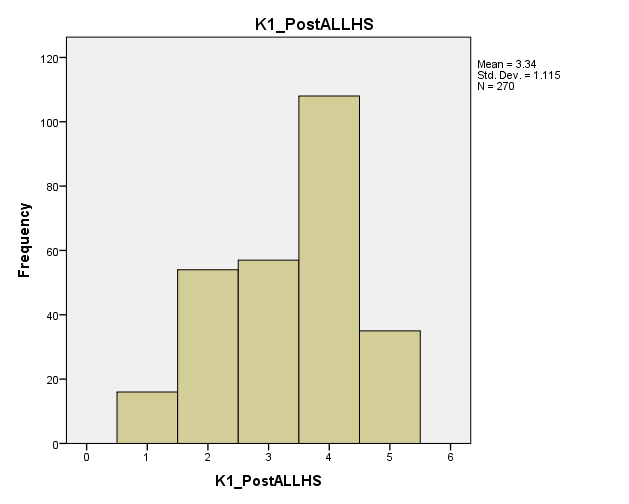 K1_PostALLHS
Mean = 3.34
Std. Dev. = 1.115
N = 270
120
100
80
60
40
20
0
Frequency
0 1 2 3 4 5 6
K1_PostALLHS